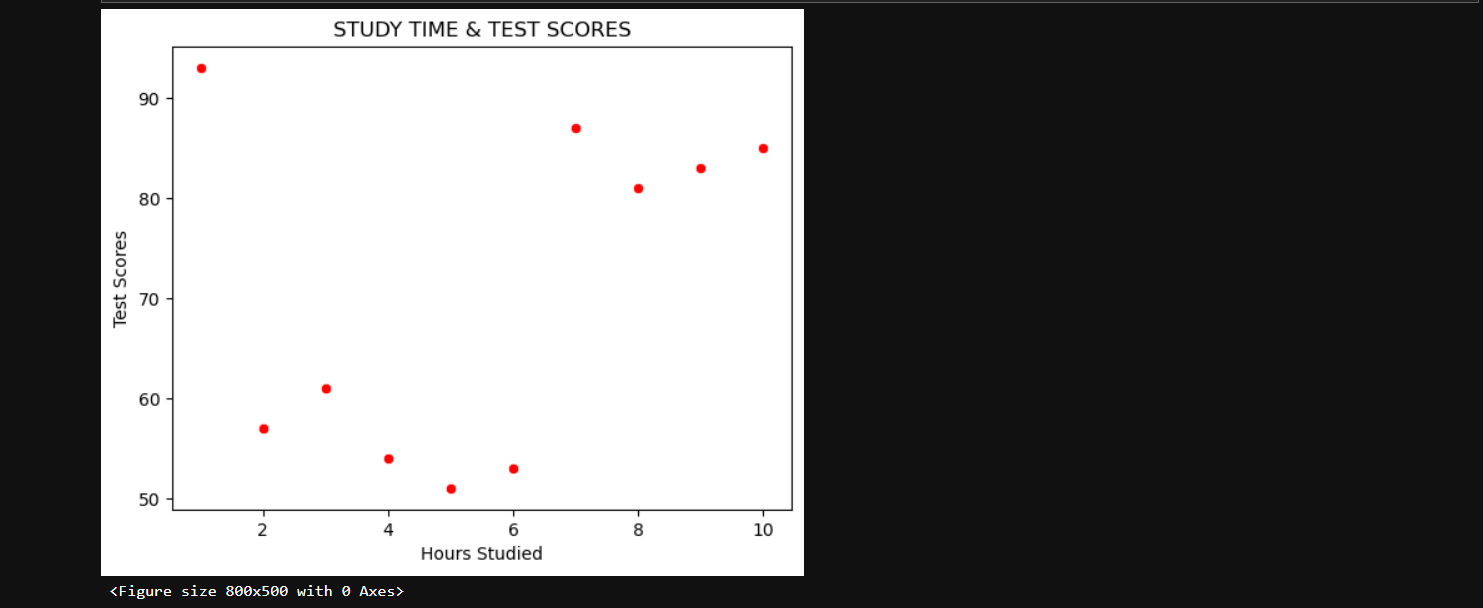 STUDY TIME & TEST SCORES
90
80
70
60
50
Test Scores
2 4 6 8 10
Hours Studied
<Figure size 800x500 with 0 Axes>